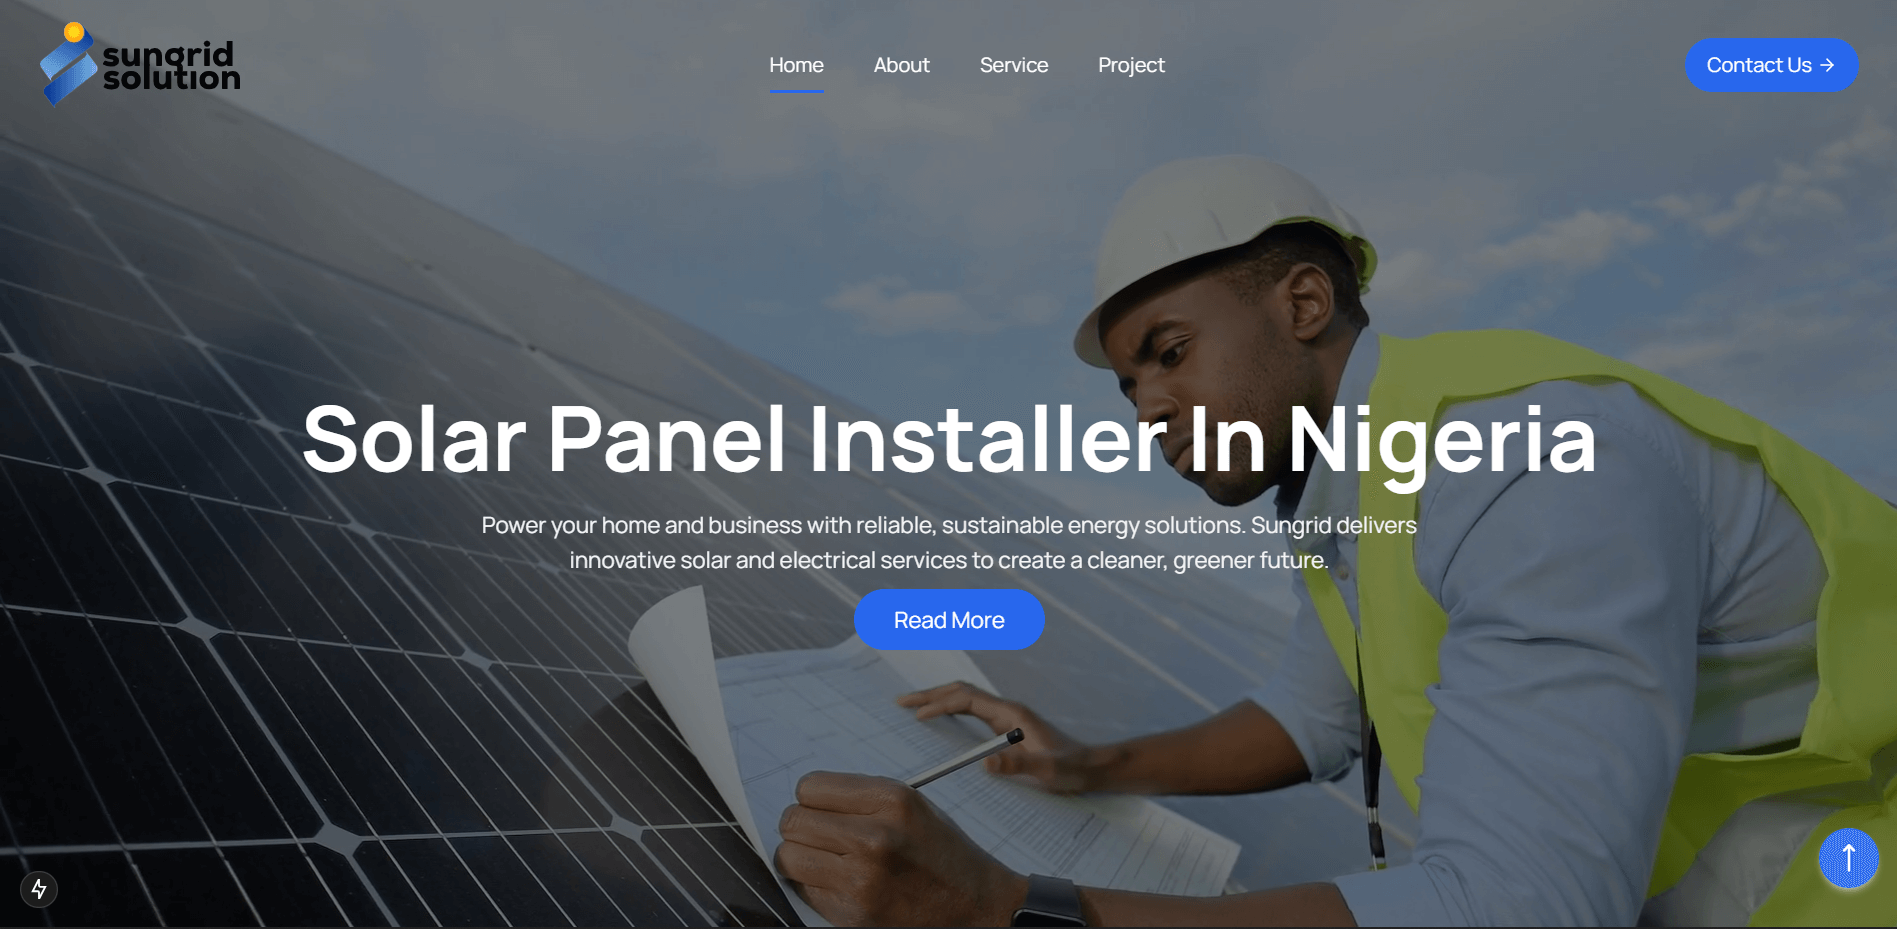 sungrid
solution
Home About Service Project
Contact Us →
Solar Panel Installer In Nigeria
Power your home and business with reliable, sustainable energy solutions. Sungrid delivers
innovative solar and electrical services to create a cleaner, greener future.
Read More